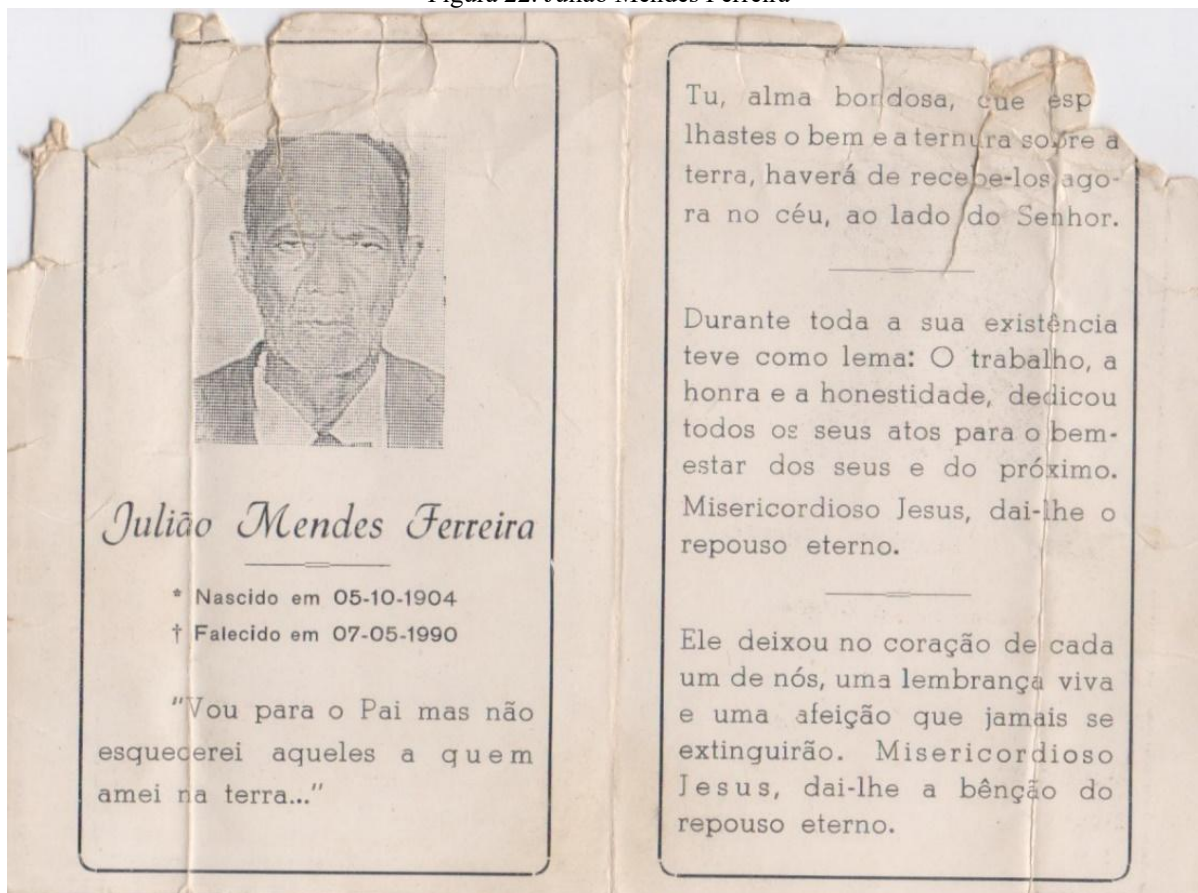 Figura 22: Julião Mendes Ferreira
Julião Mendes Ferreira
* Nascido em 05-10-1904
† Falecido em 07-05-1990
"Vou para o Pai mas não
esquecerei aqueles a quem
amei na terra..."
Tu, alma bondosa, que esp
lhastes o bem e a ternura sobre a
terra, haverá de recebe-los ago-
ra no céu, ao lado do Senhor.
Durante toda a sua existência
teve como lema: O trabalho, a
honra e a honestidade, dedicou
todos os seus atos para o bem-
estar dos seus e do próximo.
Misericordioso Jesus, dai-lhe o
repouso eterno.
Ele deixou no coração de cada
um de nós, uma lembrança viva
e uma afeição que jamais se
extinguirão. Misericordioso
Jesus, dai-lhe a bênção do
repouso eterno.